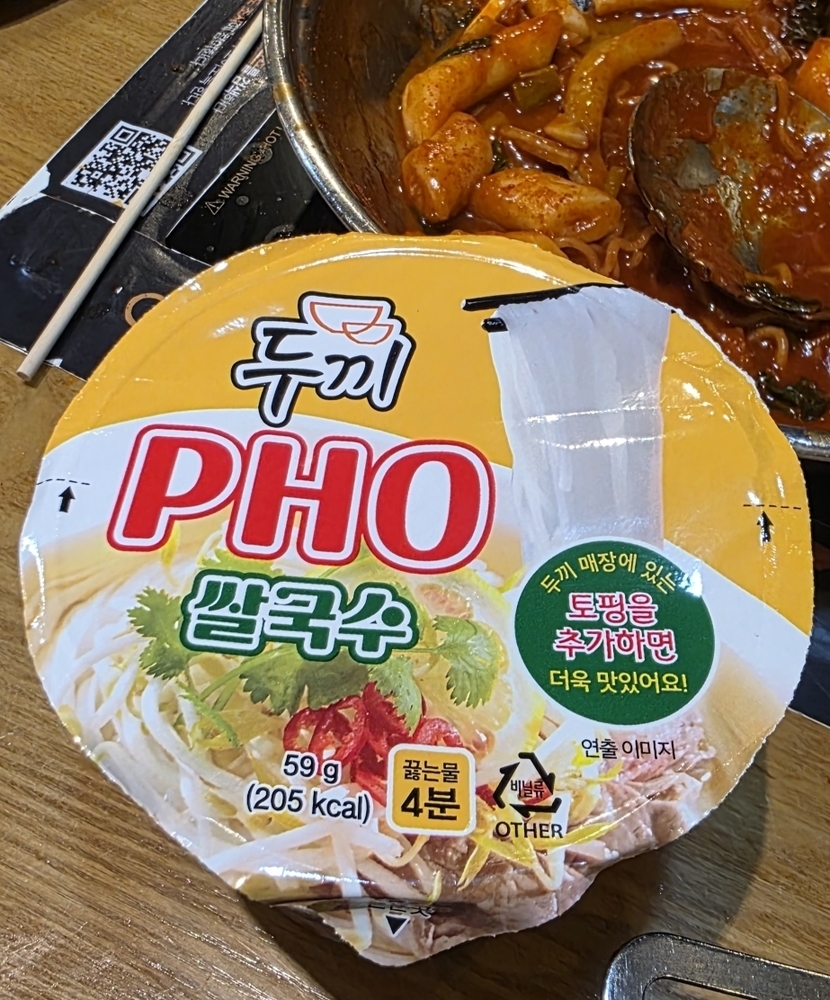 WARNING:HOT!
두끼
PHO
쌀국수
두끼 매장에 있는
토핑을
추가하면
더욱 맛있어요!
연출 이미지
59 g
(205 kcal)
끓는물
4분
비닐류
OTHER